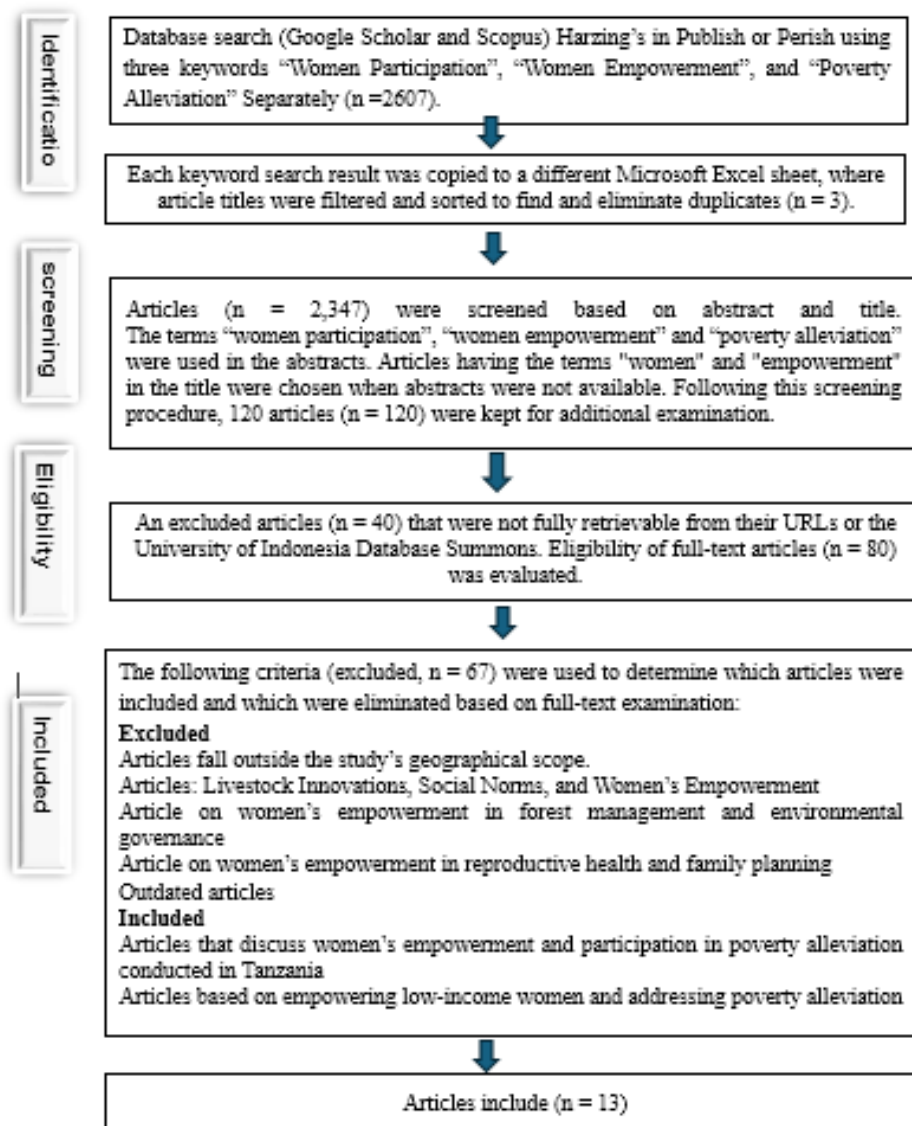 Identificatio
Database search (Google Scholar and Scopus) Harzing's in Publish or Perish using
three keywords “Women Participation”, “Women Empowerment”, and “Poverty
Alleviation” Separately (n =2607).
Each keyword search result was copied to a different Microsoft Excel sheet, where
article titles were filtered and sorted to find and eliminate duplicates (n = 3).
screening
Articles (n = 2,347) were screened based on abstract and title.
The terms “women participation”, “women empowerment” and “poverty alleviation”
were used in the abstracts. Articles having the terms "women" and "empowerment"
in the title were chosen when abstracts were not available. Following this screening
procedure, 120 articles (n = 120) were kept for additional examination.
Eligibility
An excluded articles (n = 40) that were not fully retrievable from their URLs or the
University of Indonesia Database Summons. Eligibility of full-text articles (n = 80)
was evaluated.
Included
The following criteria (excluded, n = 67) were used to determine which articles were
included and which were eliminated based on full-text examination:
Excluded
Articles fall outside the study’s geographical scope.
Articles: Livestock Innovations, Social Norms, and Women’s Empowerment
Article on women’s empowerment in forest management and environmental
governance
Article on women’s empowerment in reproductive health and family planning
Outdated articles
Included
Articles that discuss women’s empowerment and participation in poverty alleviation
conducted in Tanzania
Articles based on empowering low-income women and addressing poverty alleviation
Articles include (n = 13)